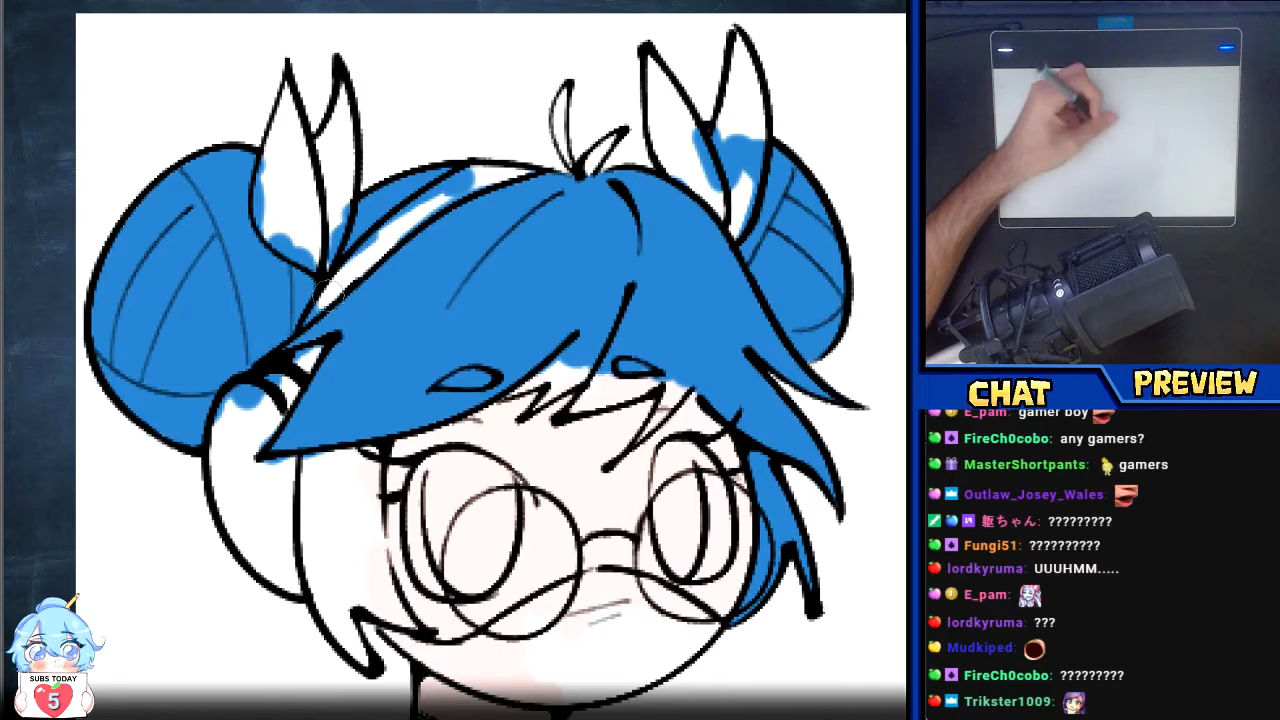 CHAT
PREVIEW
E_pam: gamer boy
FireCh0cobo: any gamers?
MasterShortpants: gamers
Outlaw_Josey_Wales:
躯ちゃん: ?????????
Fungi51: ??????????
lordkyruma: UUUHMM.....
E_pam:
lordkyruma: ???
Mudkiped:
FireCh0cobo: ?????????
Trikster1009:
SUBS TODAY
5